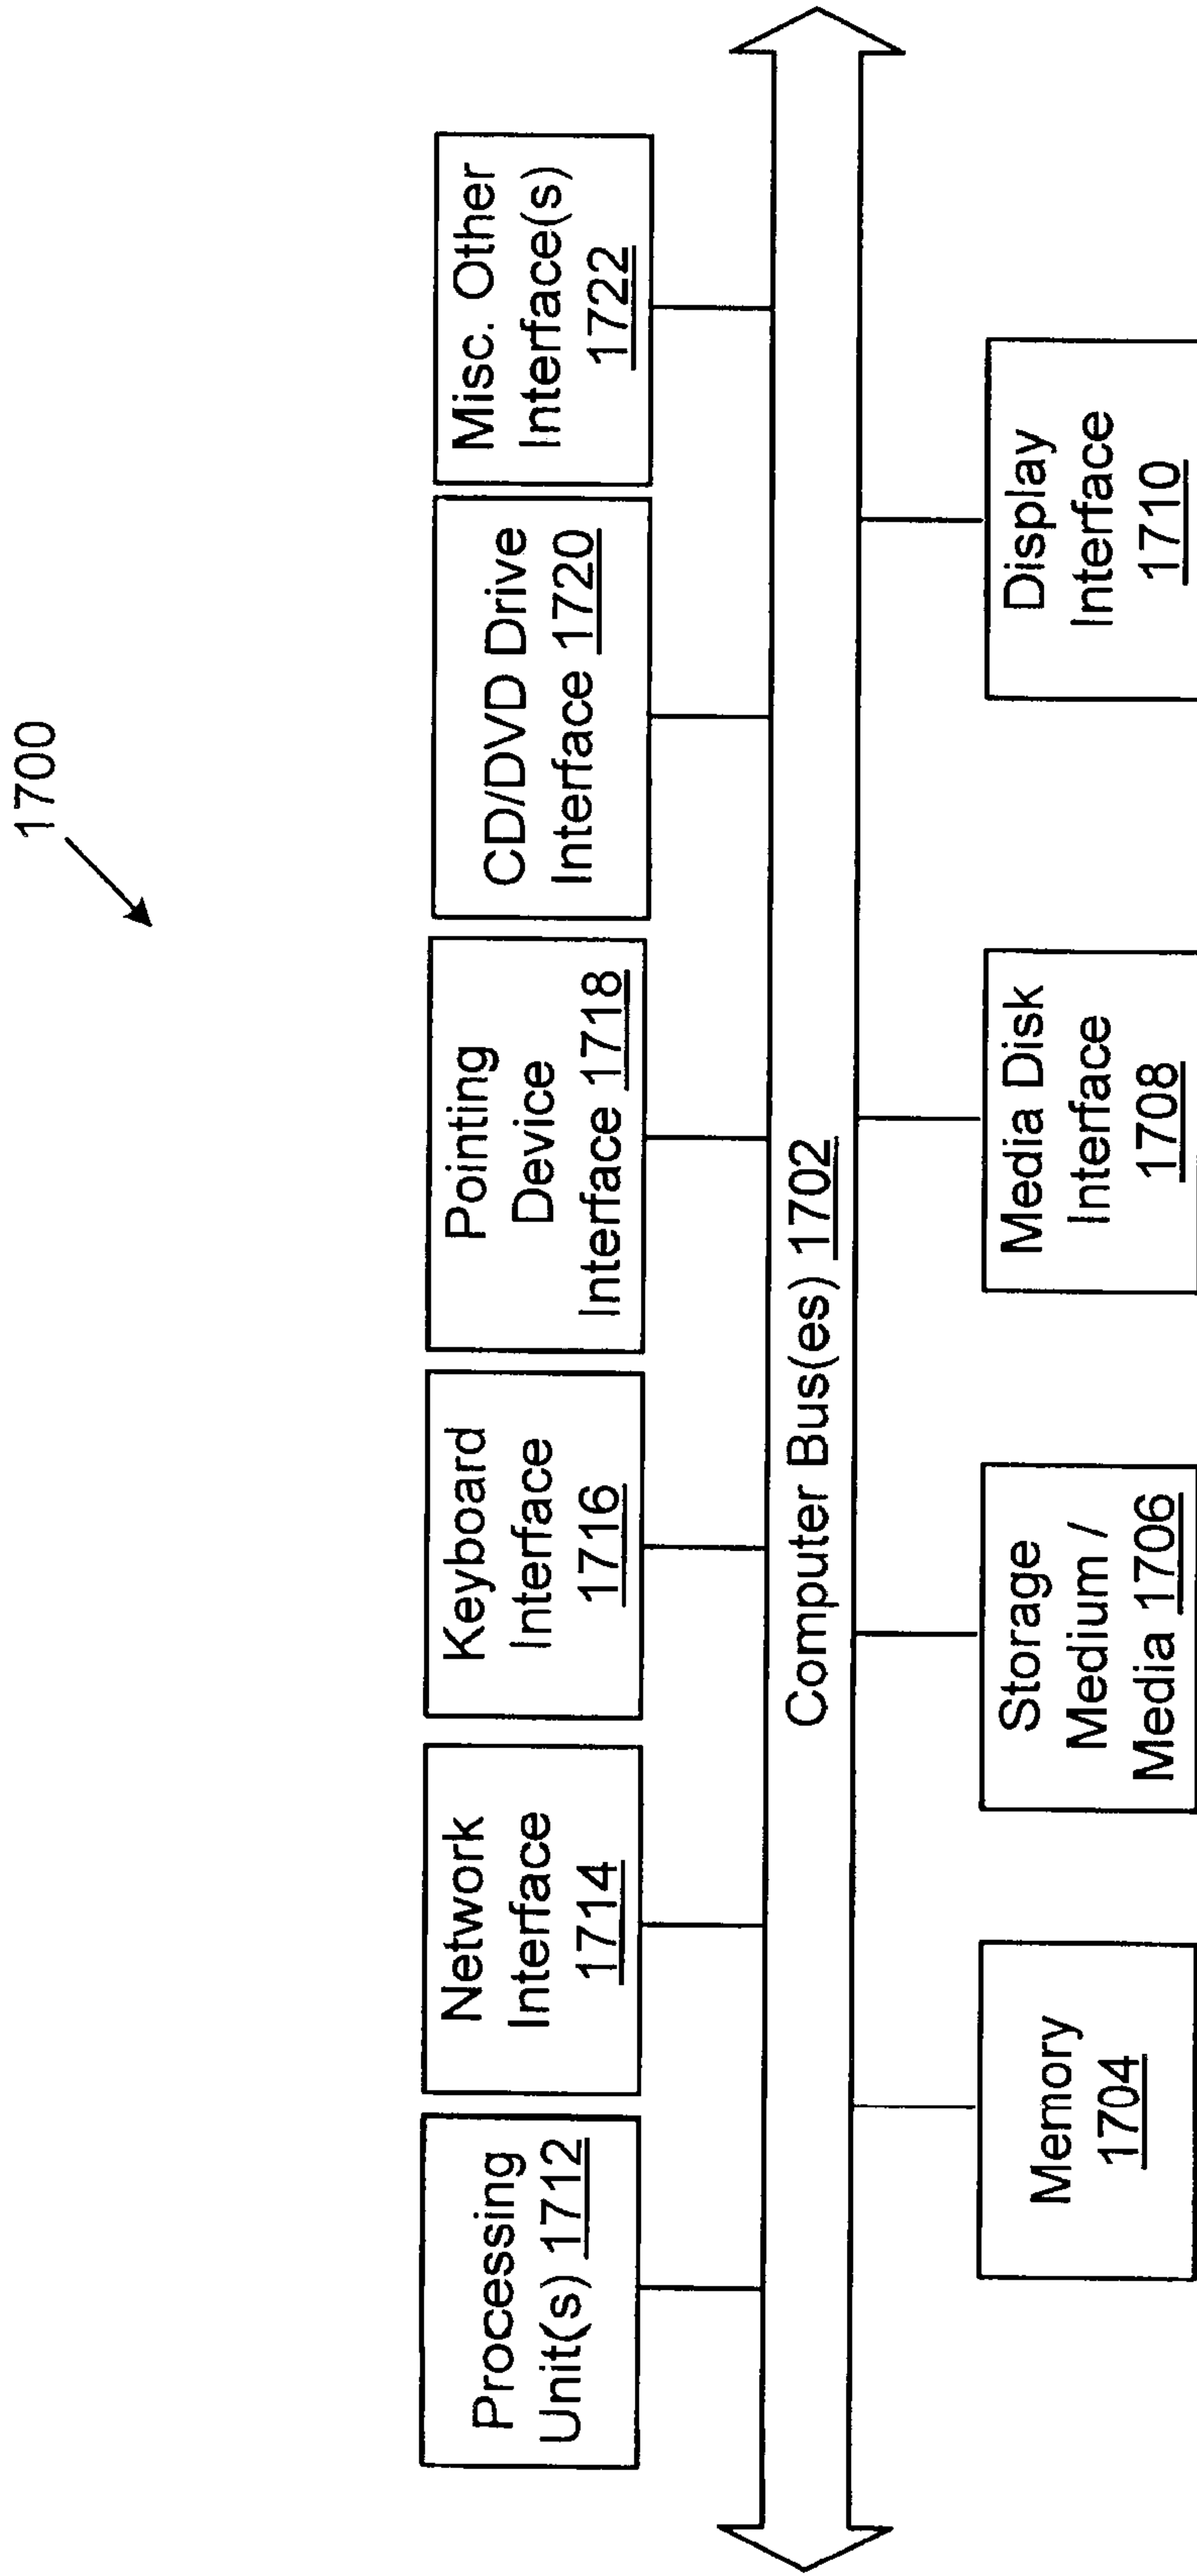 1700
Processing
Unit(s) 1712
Network
Interface
1714
Keyboard
Interface
1716
Pointing
Device
Interface 1718
CD/DVD Drive
Interface 1720
Misc. Other
Interface(s)
1722
Computer Bus(es) 1702
Memory
1704
Storage
Medium /
Media 1706
Media Disk
Interface
1708
Display
Interface
1710